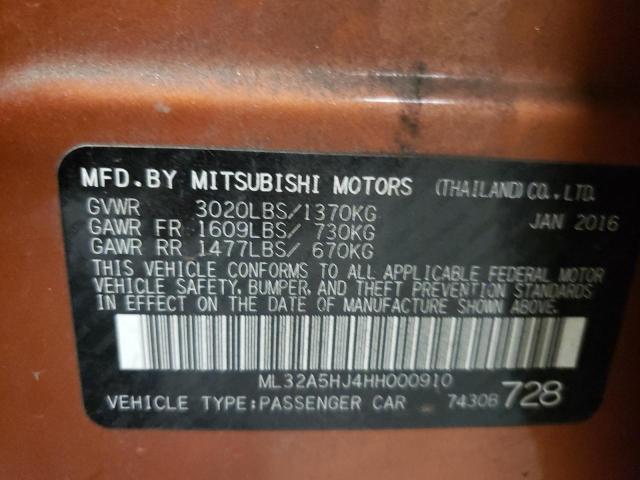 MFD.BY MITSUBISHI MOTORS (THAILAND)CO.,LTD.
GVWR 3020LBS/1370KG JAN 2016
GAWR FR 1609LBS/ 730KG
GAWR RR 1477LBS/ 670KG
THIS VEHICLE CONFORMS TO ALL APPLICABLE FEDERAL MOTOR
VEHICLE SAFETY, BUMPER, AND THEFT PREVENTION STANDARDS
IN EFFECT ON THE DATE OF MANUFACTURE SHOWN ABOVE.
ML32A5HJ4HH000910
VEHICLE TYPE:PASSENGER CAR 7430B 728